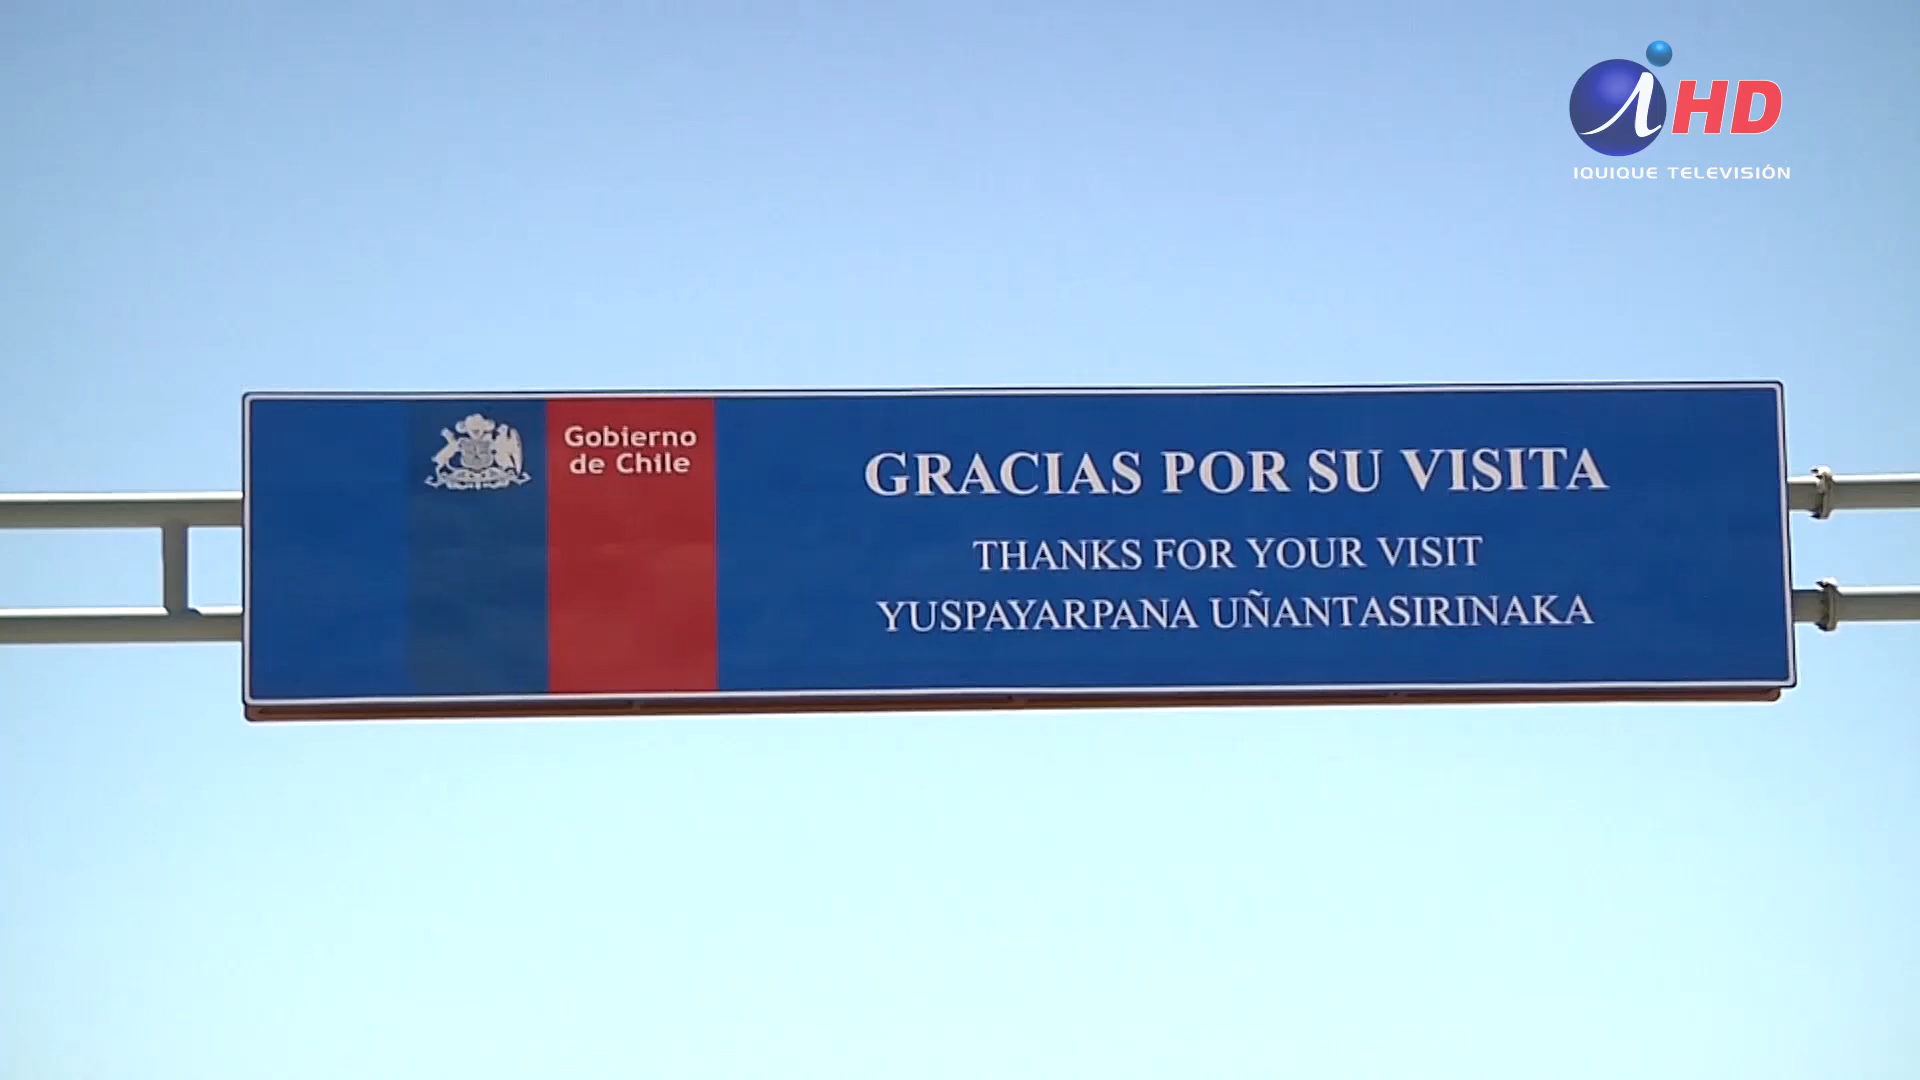 HD
IQUIQUE TELEVISIÓN
Gobierno
de Chile
GRACIAS POR SU VISITA
THANKS FOR YOUR VISIT
YUSPAYARPANA UÑANTASIRINAKA